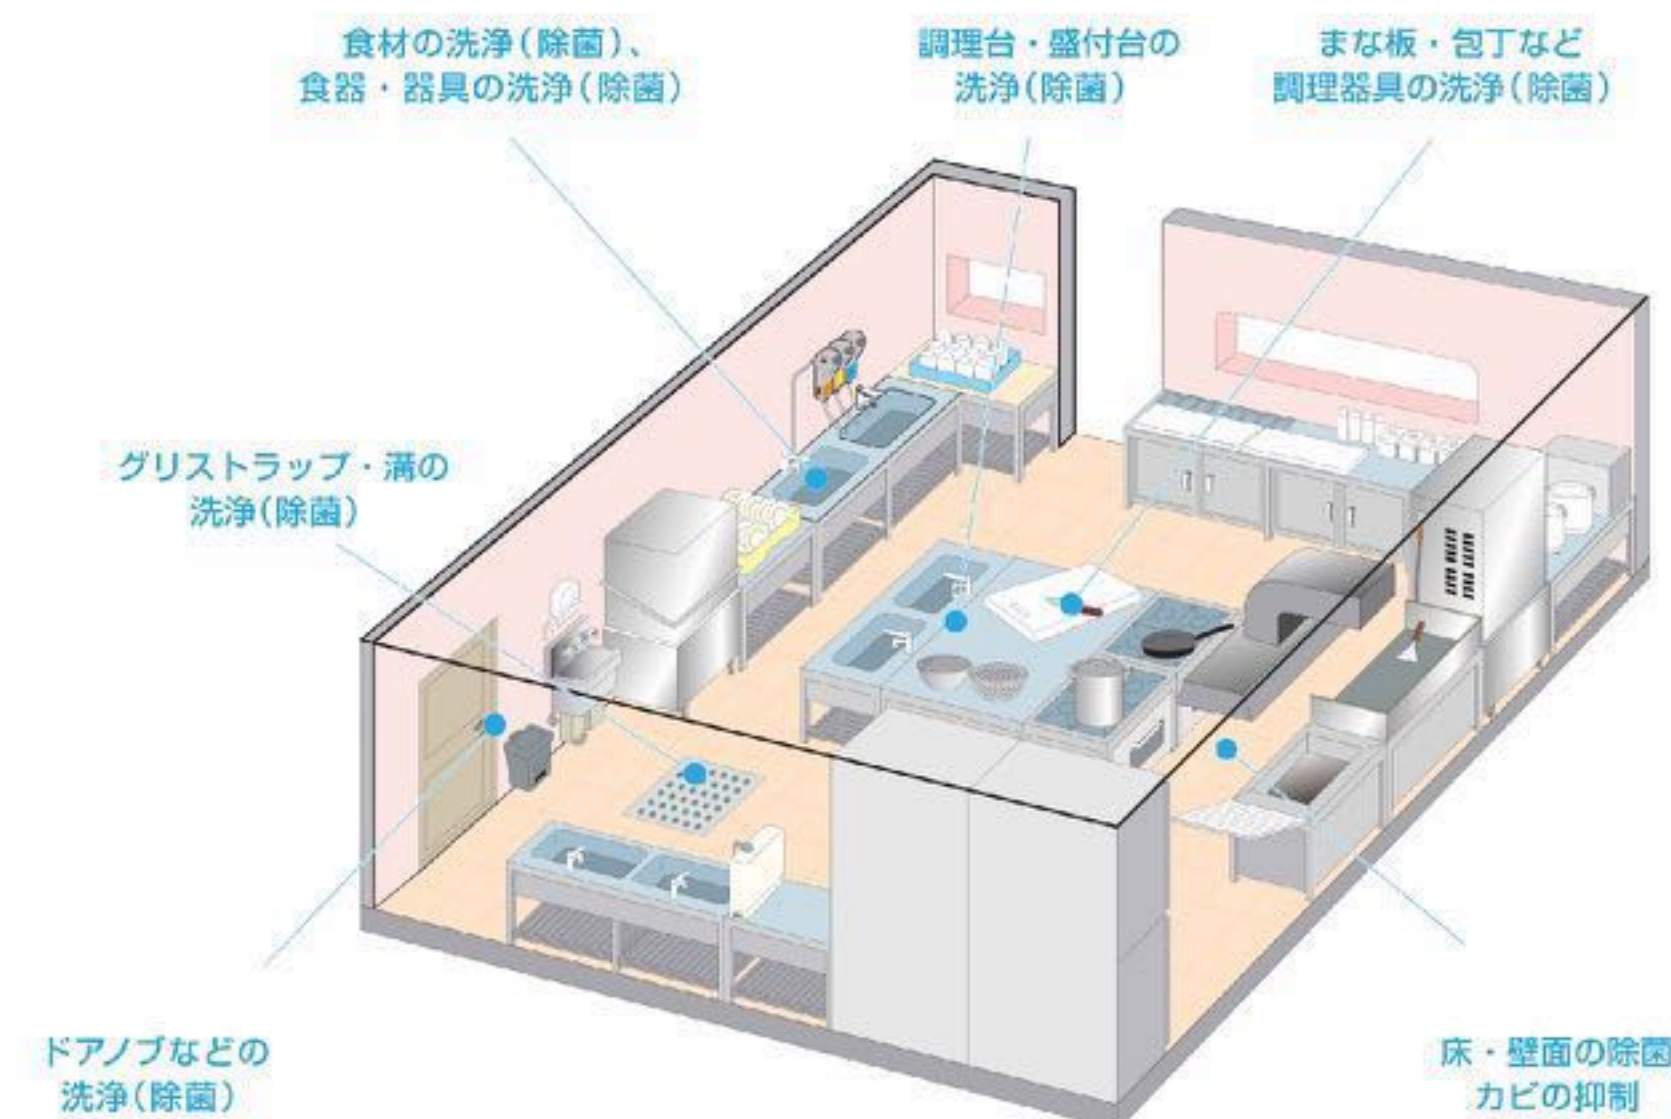 食材の洗浄(除菌)、
食器・器具の洗浄(除菌)
調理台・盛付台の
洗浄(除菌)
まな板・包丁など
調理器具の洗浄(除菌)
グリストラップ・溝の
洗浄(除菌)
ドアノブなどの
洗浄(除菌)
床・壁面の除菌
カビの抑制